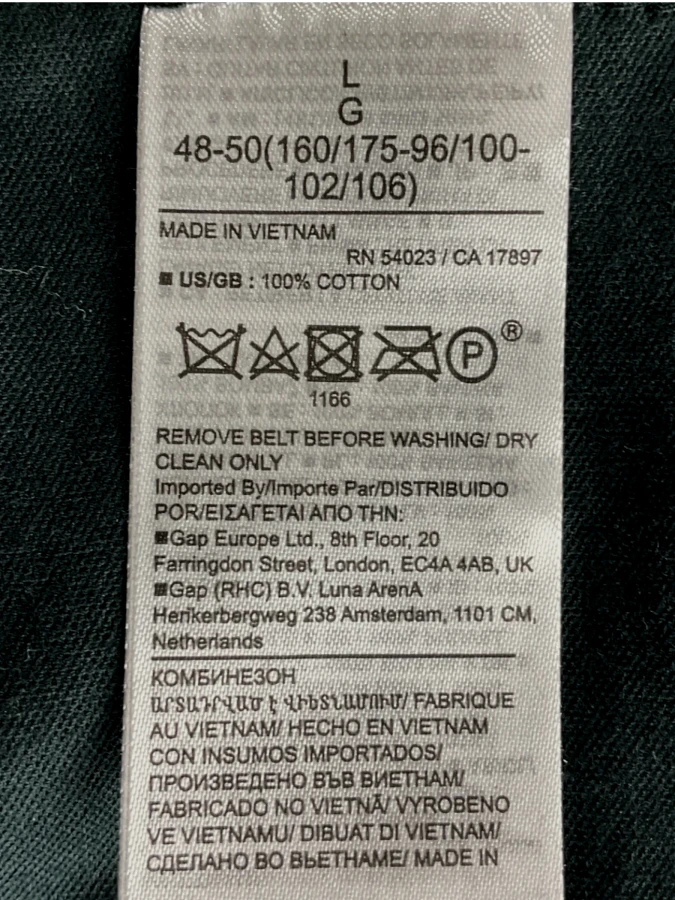 L
G
48-50(160/175-96/100-
102/106)
MADE IN VIETNAM
RN 54023 / CA 17897
US/GB : 100% COTTON
P ®
1166
REMOVE BELT BEFORE WASHING/ DRY
CLEAN ONLY
Imported By/Importe Par/DISTRIBUIDO
POR/ΕΙΣΑΓΕΤΑΙ ΑΠΟ ΤΗΝ:
Gap Europe Ltd., 8th Floor, 20
Farringdon Street, London, EC4A 4AB, UK
Gap (RHC) B.V. Luna ArenA
Herikerbergweg 238 Amsterdam, 1101 CM,
Netherlands
КОМБИНЕЗОН
ԱՐՏԱԴՐՎԱԾ Է ՎԻԵՏՆԱՄՈՒՄ/ FABRIQUE
AU VIETNAM/ HECHO EN VIETNAM
CON INSUMOS IMPORTADOS/
ПРОИЗВЕДЕНО ВЪВ ВИЕТНАМ/
FABRICADO NO VIETNÃ/ VYROBENO
VE VIETNAMU/ DIBUAT DI VIETNAM/
СДЕЛАНО ВО ВЬЕТНАМЕ/ MADE IN